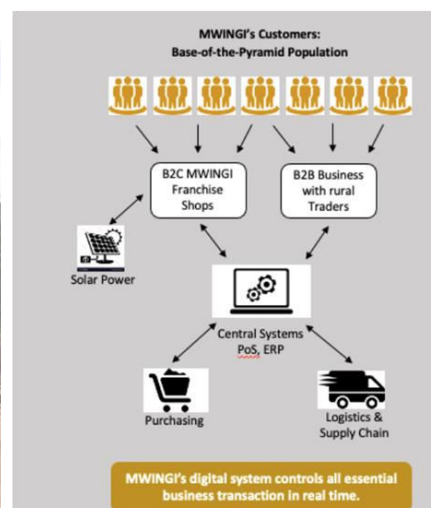 MWINGI's Customers:
Base-of-the-Pyramid Population
B2C MWINGI
Franchise
Shops
B2B Business
with rural
Traders
Solar Power
Central Systems
PoS, ERP
Purchasing
Logistics &
Supply Chain
MWINGI's digital system controls all essential
business transaction in real time.